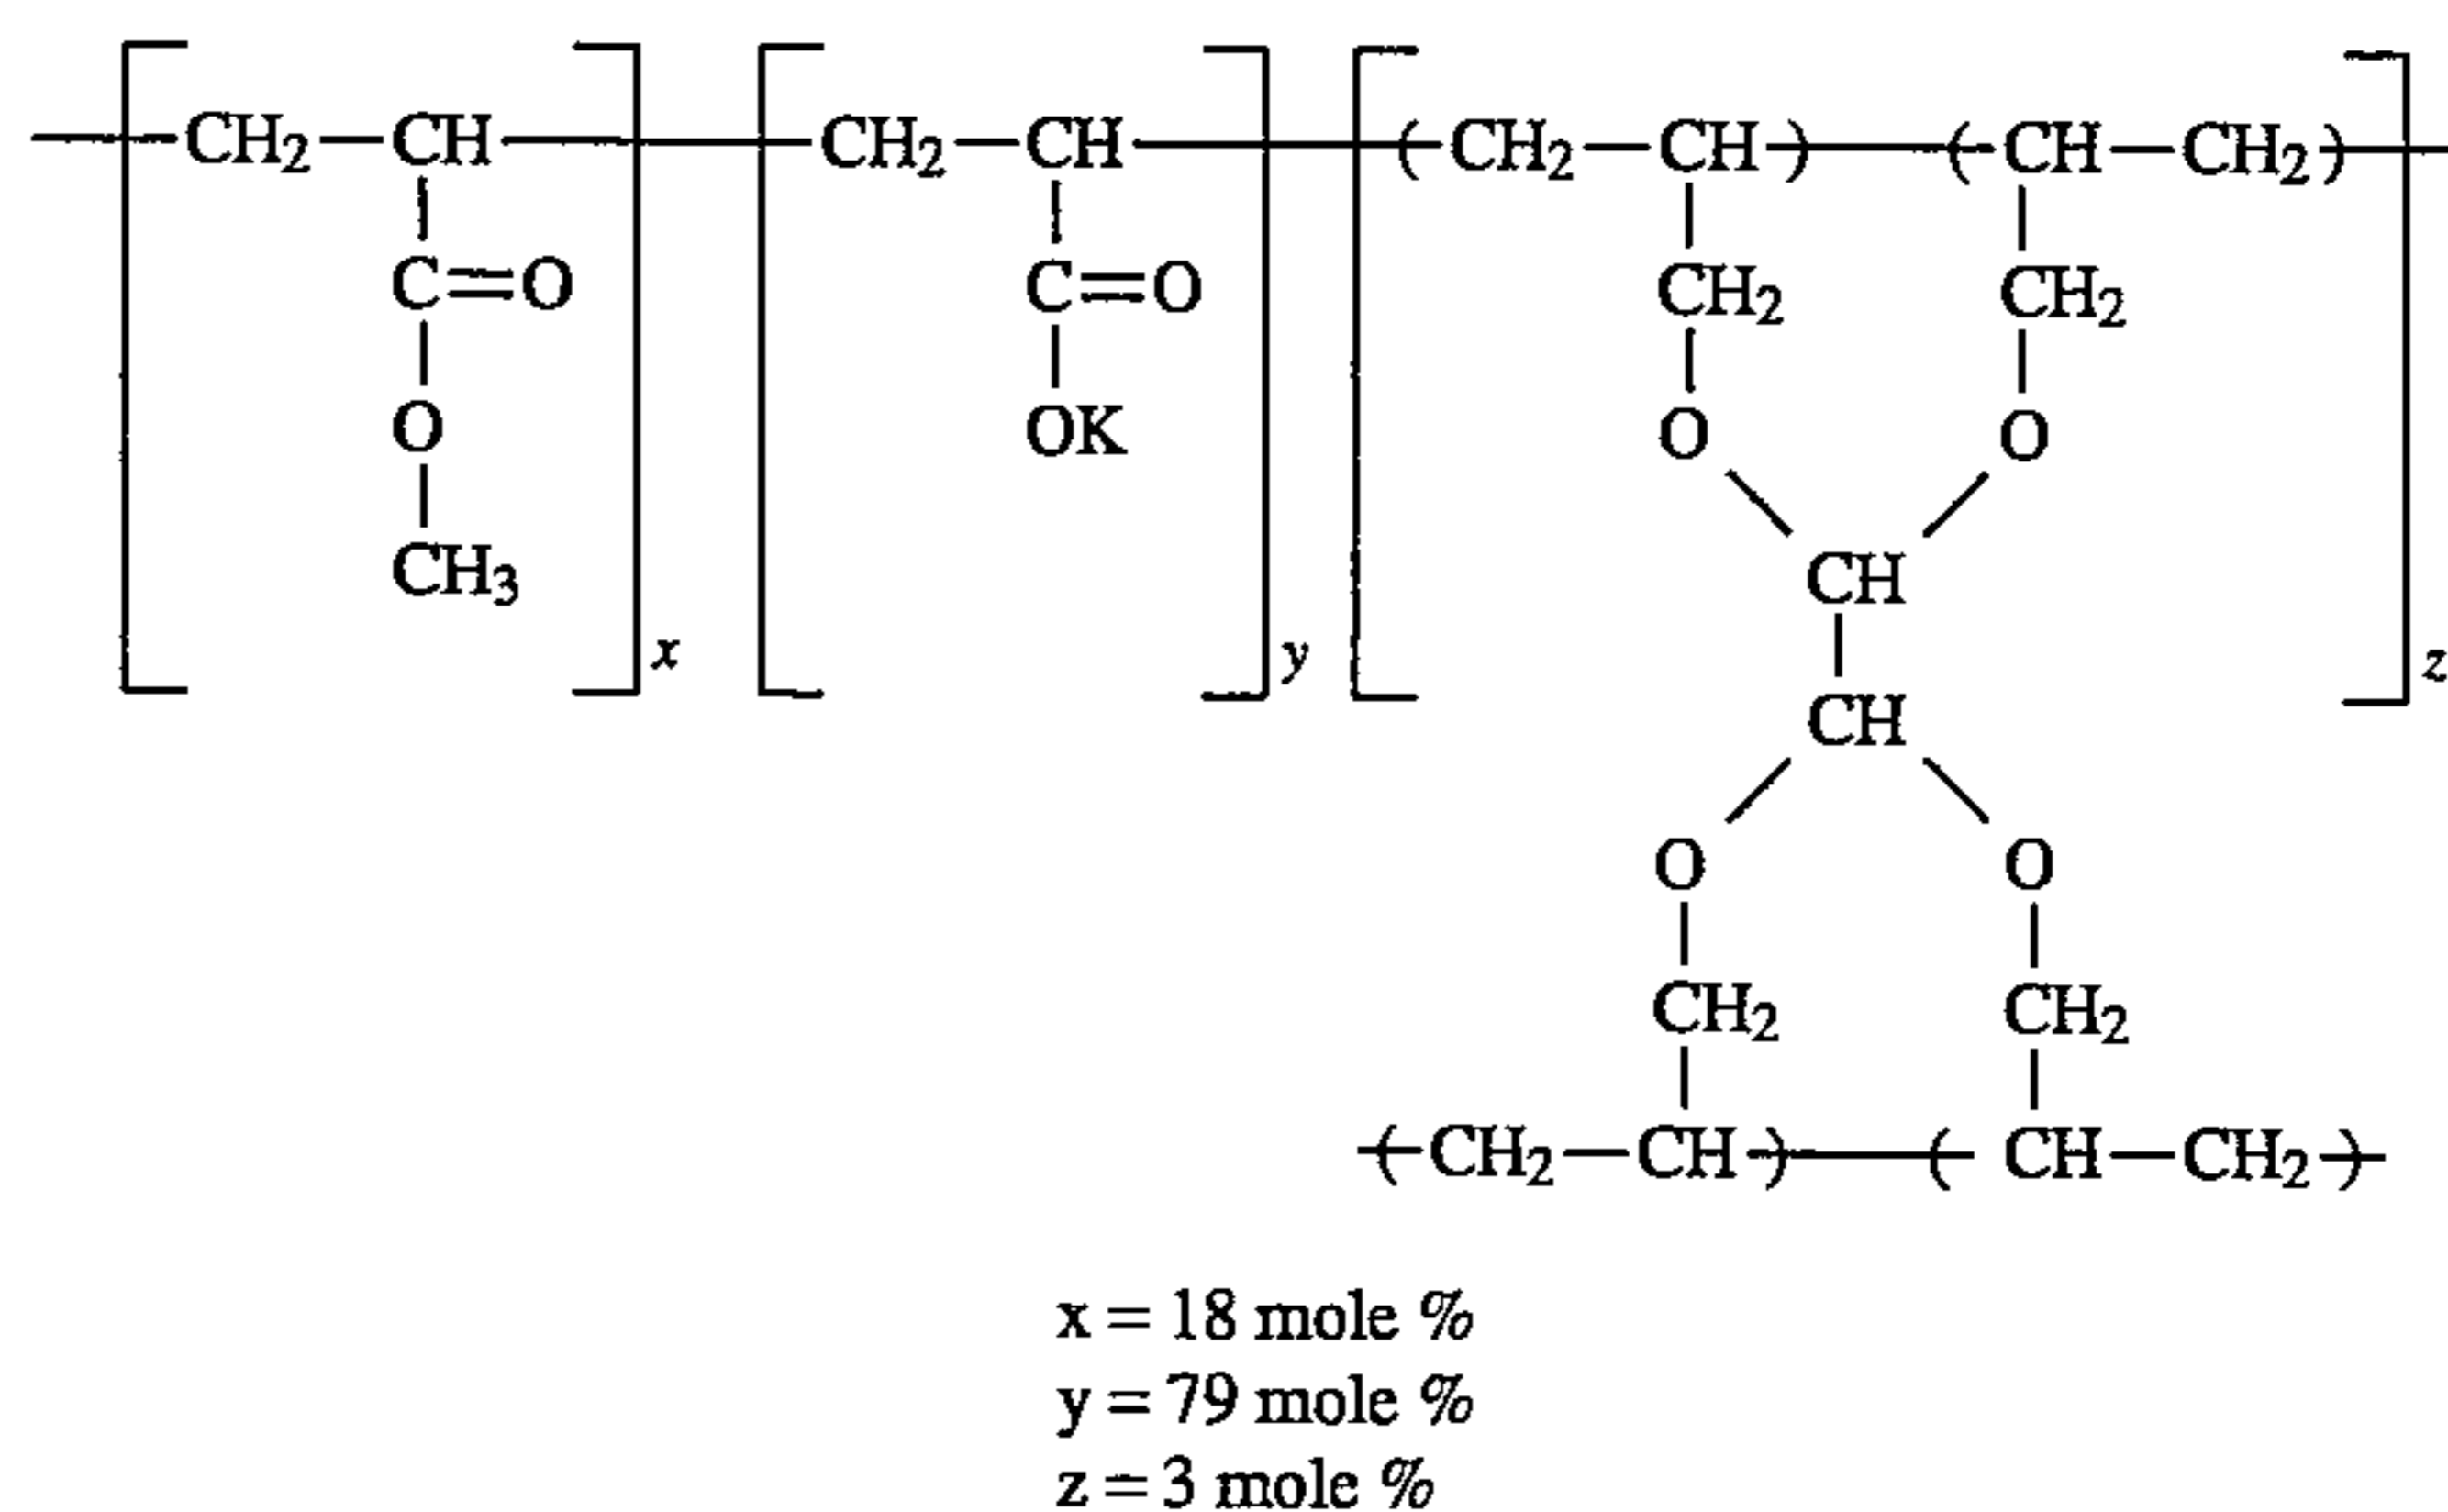 CH2 CH CH2 CH ( CH2 CH ) ( CH CH2 )
C=O C=O CH2 CH2
O OK O O
CH3 CH
x y z
CH
O O
CH2 CH2
( CH2 CH ) ( CH CH2 )
x = 18 mole %
y = 79 mole %
z = 3 mole %